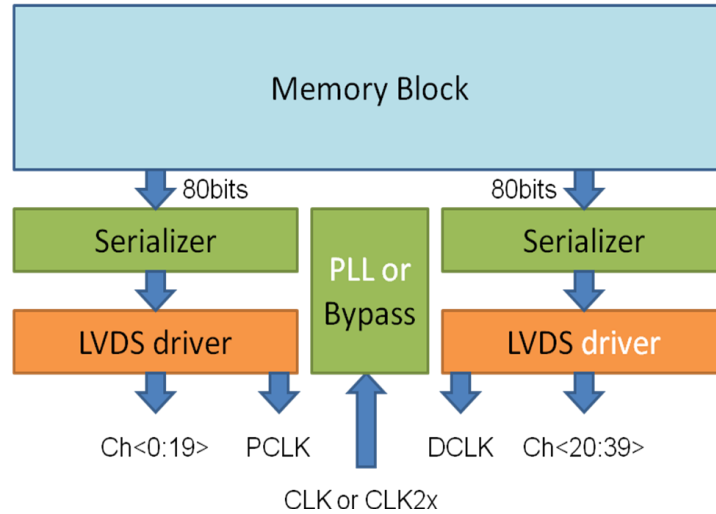 Memory Block
80bits 80bits
Serializer PLL or Serializer
Bypass
LVDS driver LVDS driver
Ch<0:19> PCLK DCLK Ch<20:39>
CLK or CLK2x